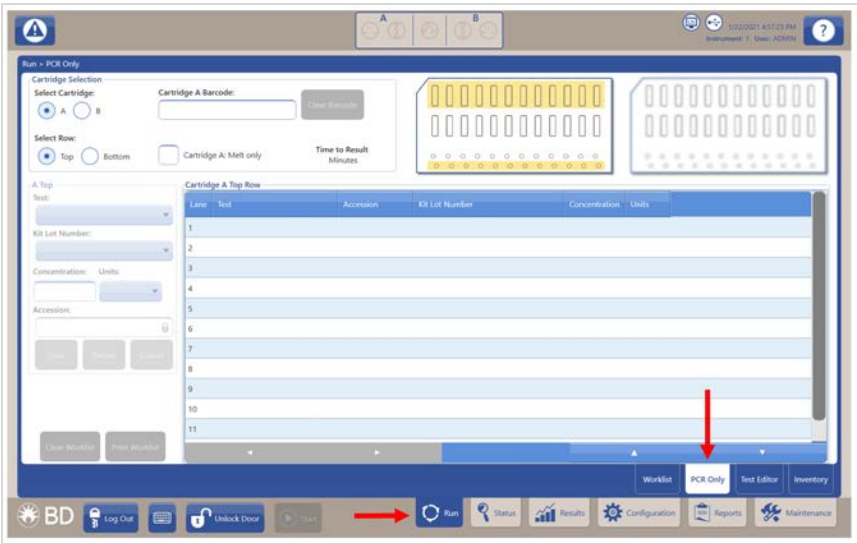 A
B
1/22/2021 4:57:23 PM
Instrument: 1 User: ADMIN
?
Run > PCR Only
Cartridge Selection
Select Cartridge:
Cartridge A Barcode:
A
B
Clear Barcode
Select Row:
Top
Bottom
Cartridge A: Melt only
Time to Result
Minutes
A Top
Test:
Kit Lot Number:
Concentration: Units:
Accession:
Save Delete Cancel
Clear Worklist Print Worklist
Cartridge A Top Row
Lane Test Accession Kit Lot Number Concentration Units
1
2
3
4
5
6
7
8
9
10
11
Worklist PCR Only Test Editor Inventory
BD Log Out Unlock Door Start Run Status Results Configuration Reports Maintenance